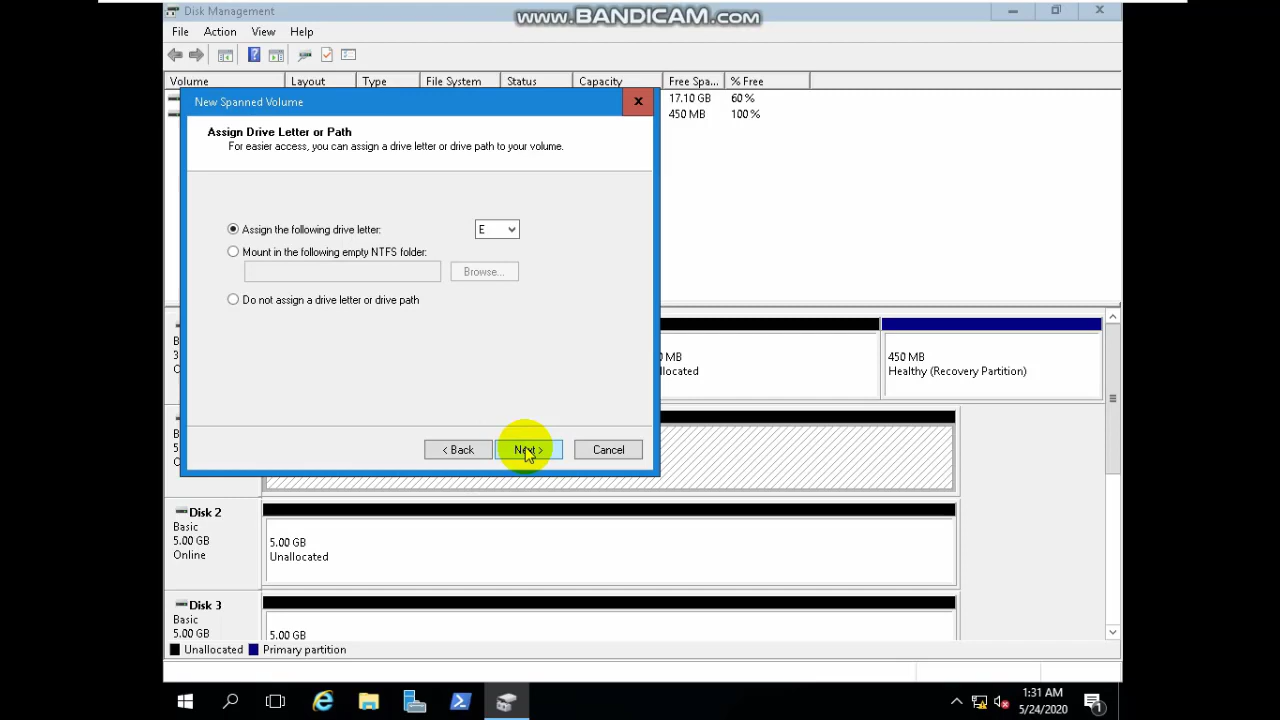 Disk Management
www.BANDICAM.com
File Action View Help
Volume Layout Type File System Status Capacity Free Spa... % Free
17.10 GB 60 %
450 MB 100 %
New Spanned Volume
Assign Drive Letter or Path
For easier access, you can assign a drive letter or drive path to your volume.
Assign the following drive letter: E
Mount in the following empty NTFS folder:
Browse...
Do not assign a drive letter or drive path
< Back Next > Cancel
450 MB
Healthy (Recovery Partition)
Disk 2
Basic
5.00 GB
Online
5.00 GB
Unallocated
Disk 3
Basic
5.00 GB
5.00 GB
Unallocated Primary partition
1:31 AM
5/24/2020
1